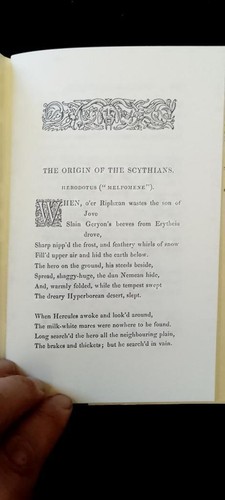 THE ORIGIN OF THE SCYTHIANS.
HERODOTUS ("MELPOMENE").
WHEN, o'er Riphean wastes the son of
Jove
Slain Geryon's beeves from Erytheia
drove,
Sharp nipp'd the frost, and feathery whirls of snow
Fill'd upper air and hid the earth below.
The hero on the ground, his steeds beside,
Spread, shaggy-huge, the dun Nemean hide,
And, warmly folded, while the tempest swept
The dreary Hyperborean desert, slept.
When Hercules awoke and look'd around,
The milk-white mares were nowhere to be found.
Long search'd the hero all the neighbouring plain,
The brakes and thickets; but he search'd in vain.